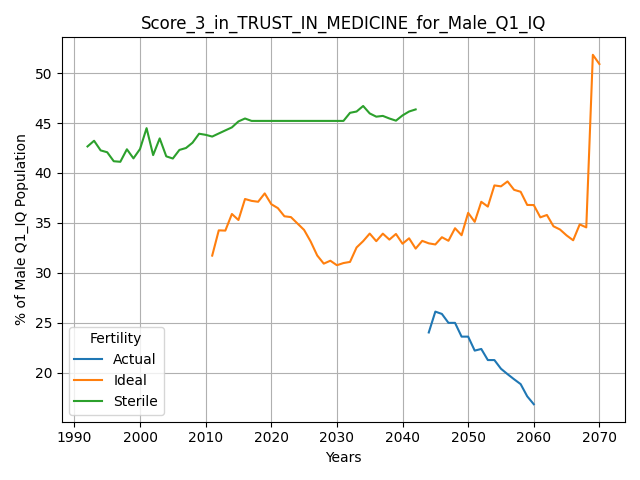 Score_3_in_TRUST_IN_MEDICINE_for_Male_Q1_IQ
% of Male Q1_IQ Population
50
45
40
35
30
25
20
Fertility
Actual
Ideal
Sterile
1990 2000 2010 2020 2030 2040 2050 2060 2070
Years